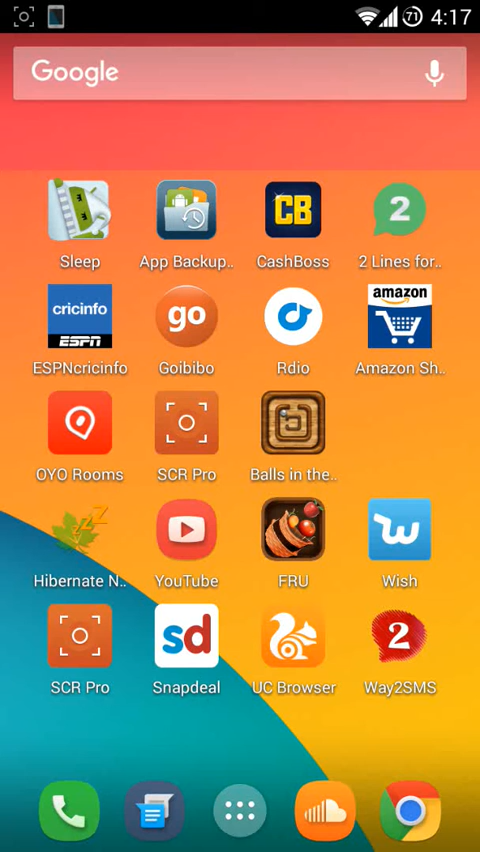 71 4:17
Google
Sleep App Backup.. CashBoss 2 Lines for..
CB 2
cricinfo go amazon
ESPN
ESPNcricinfo Goibibo Rdio Amazon Sh..
OYO Rooms SCR Pro Balls in the..
zzZ
Hibernate N.. YouTube FRU Wish
sd 2
SCR Pro Snapdeal UC Browser Way2SMS